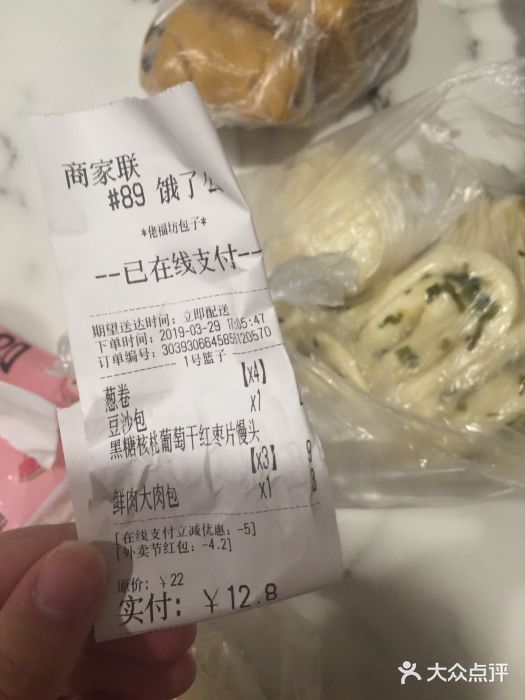 商家联
#89 饿了
*佬福坊包子*
--已在线支付--
期望送达时间：立即配送
下单时间：2019-03-29 17:05:47
订单编号：
1号篮子
葱卷 【x4】
豆沙包 x1
黑糖核桃葡萄干红枣片馒头
【x3】 9
鲜肉大肉包 x1 3
[在线支付立减优惠：-5]
[外卖节红包：-4.2]
原价：￥22
实付：￥12.8
大众点评